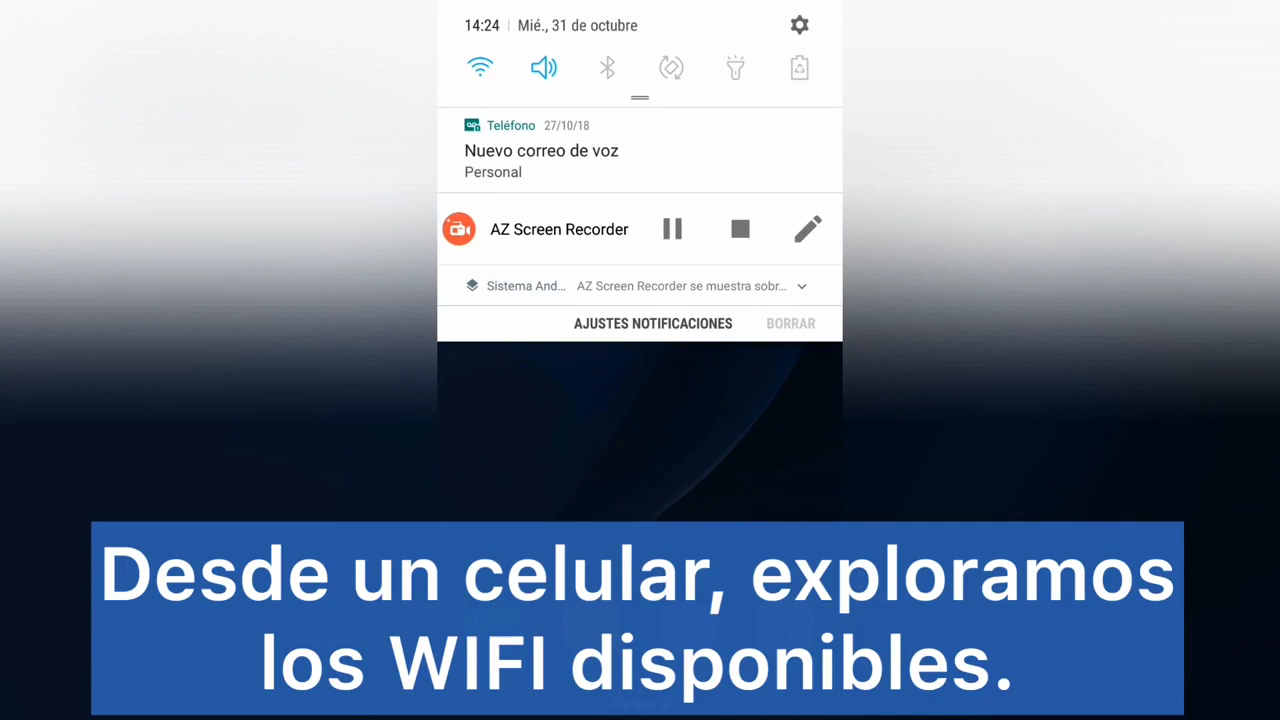 14:24 | Mié., 31 de octubre
Teléfono 27/10/18
Nuevo correo de voz
Personal
AZ Screen Recorder
Sistema And... AZ Screen Recorder se muestra sobr...
AJUSTES NOTIFICACIONES BORRAR
Desde un celular, exploramos
los WIFI disponibles.